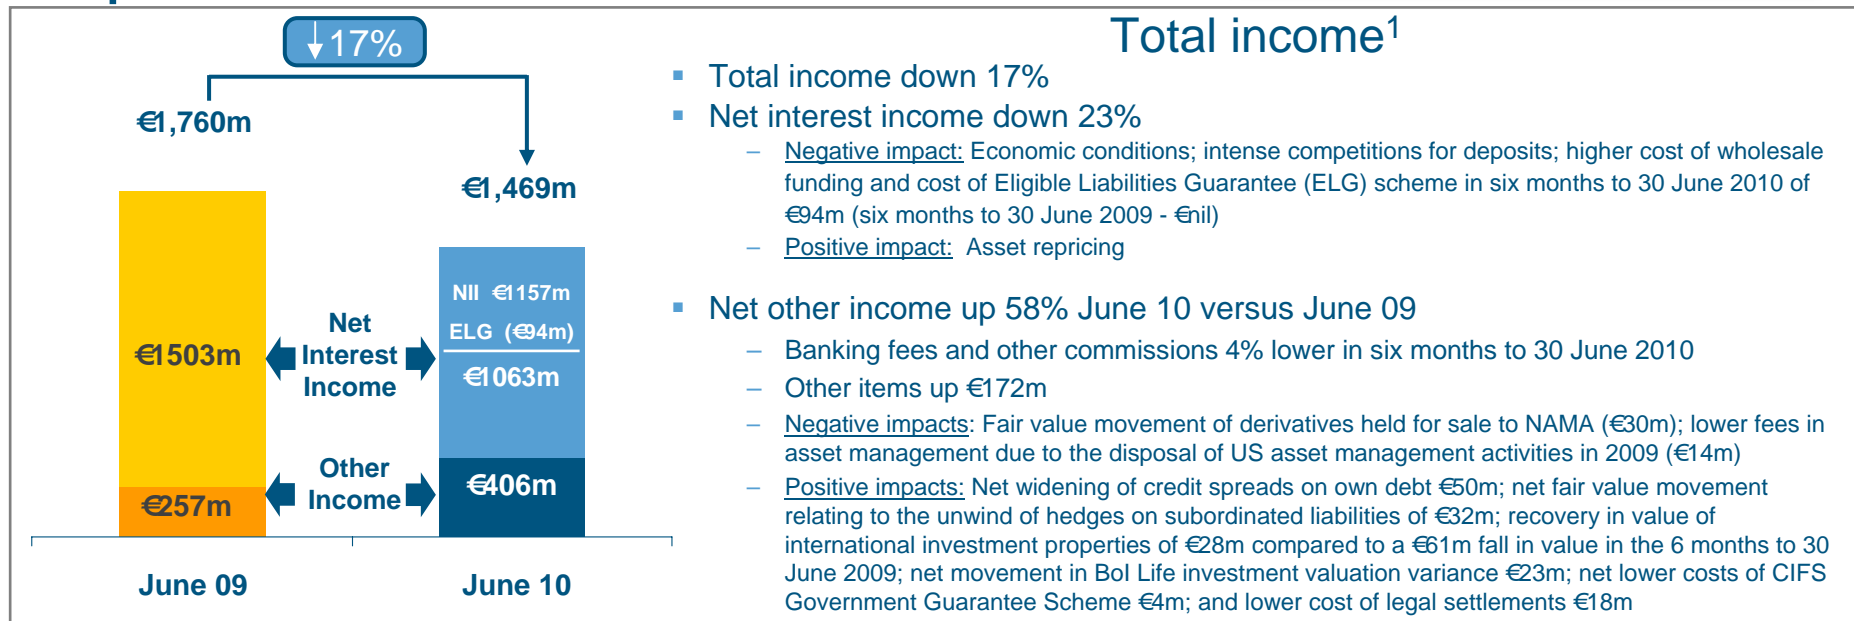 Total income¹
↓17%
€1,760m
€1,469m
€1503m
€257m
NII €1157m
ELG (€94m)
€1063m
€406m
Net
Interest
Income
Other
Income
June 09
June 10
▪ Total income down 17%
▪ Net interest income down 23%
– Negative impact: Economic conditions; intense competitions for deposits; higher cost of wholesale
funding and cost of Eligible Liabilities Guarantee (ELG) scheme in six months to 30 June 2010 of
€94m (six months to 30 June 2009 - €nil)
– Positive impact: Asset repricing
▪ Net other income up 58% June 10 versus June 09
– Banking fees and other commissions 4% lower in six months to 30 June 2010
– Other items up €172m
– Negative impacts: Fair value movement of derivatives held for sale to NAMA (€30m); lower fees in
asset management due to the disposal of US asset management activities in 2009 (€14m)
– Positive impacts: Net widening of credit spreads on own debt €50m; net fair value movement
relating to the unwind of hedges on subordinated liabilities of €32m; recovery in value of
international investment properties of €28m compared to a €61m fall in value in the 6 months to 30
June 2009; net movement in BoI Life investment valuation variance €23m; net lower costs of CIFS
Government Guarantee Scheme €4m; and lower cost of legal settlements €18m